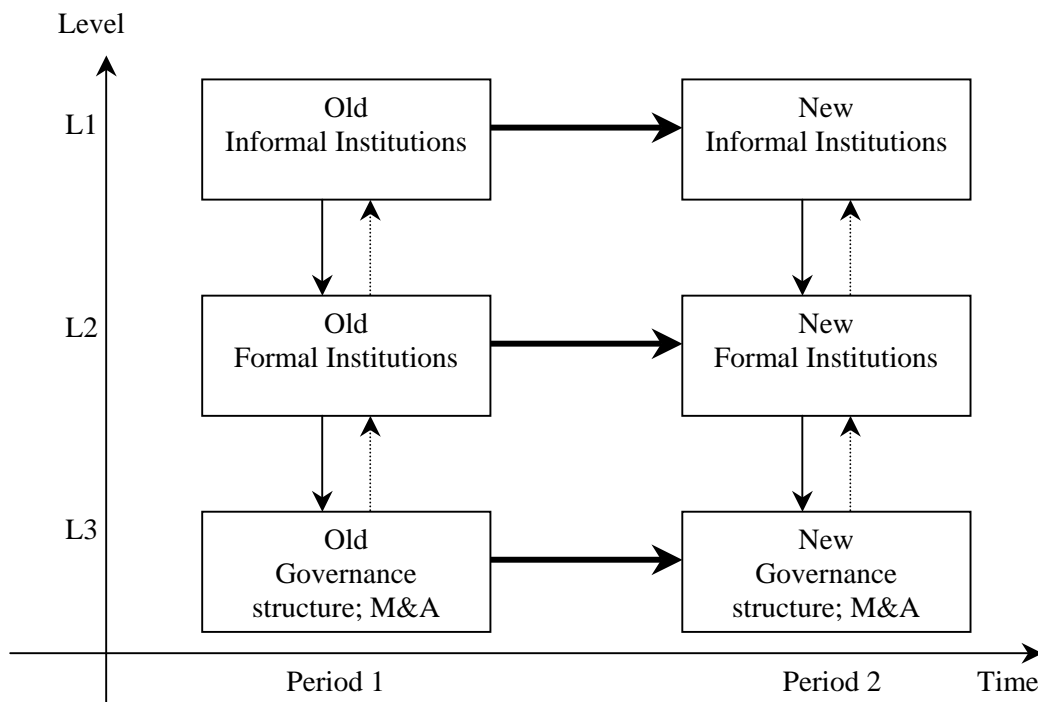 Level
L1
Old
Informal Institutions
New
Informal Institutions
L2
Old
Formal Institutions
New
Formal Institutions
L3
Old
Governance
structure; M&A
New
Governance
structure; M&A
Period 1
Period 2
Time